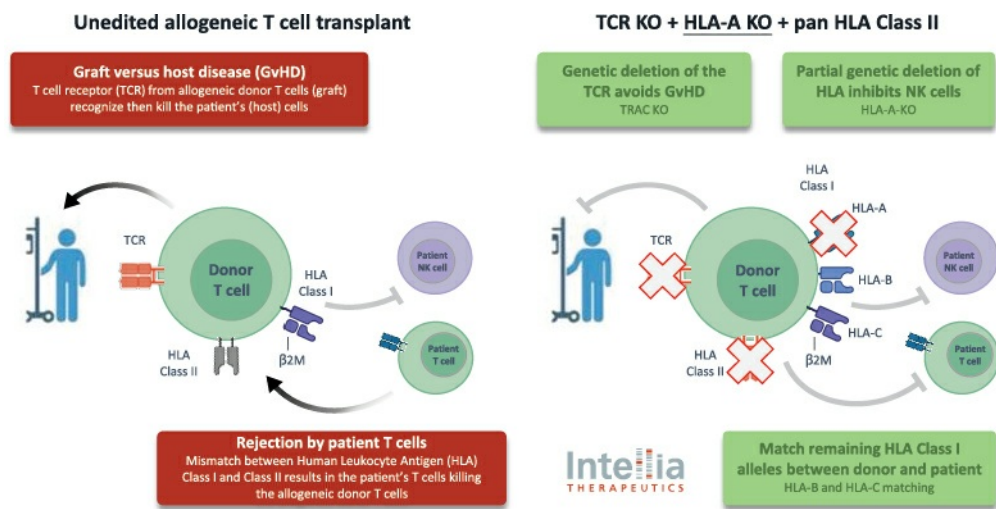 Unedited allogeneic T cell transplant
Graft versus host disease (GvHD)
T cell receptor (TCR) from allogeneic donor T cells (graft)
recognize then kill the patient's (host) cells
TCR
Donor
T cell
HLA
Class I
Patient
NK cell
HLA
Class II
β2M
Patient
T cell
Rejection by patient T cells
Mismatch between Human Leukocyte Antigen (HLA)
Class I and Class II results in the patient's T cells killing
the allogeneic donor T cells
TCR KO + HLA-A KO + pan HLA Class II
Genetic deletion of the
TCR avoids GvHD
TRAC KO
Partial genetic deletion of
HLA inhibits NK cells
HLA-A-KO
HLA
Class I
HLA-A
TCR
Donor
T cell
Patient
NK cell
HLA-B
HLA-C
HLA
Class II
β2M
Patient
T cell
Intellia
THERAPEUTICS
Match remaining HLA Class I
alleles between donor and patient
HLA-B and HLA-C matching